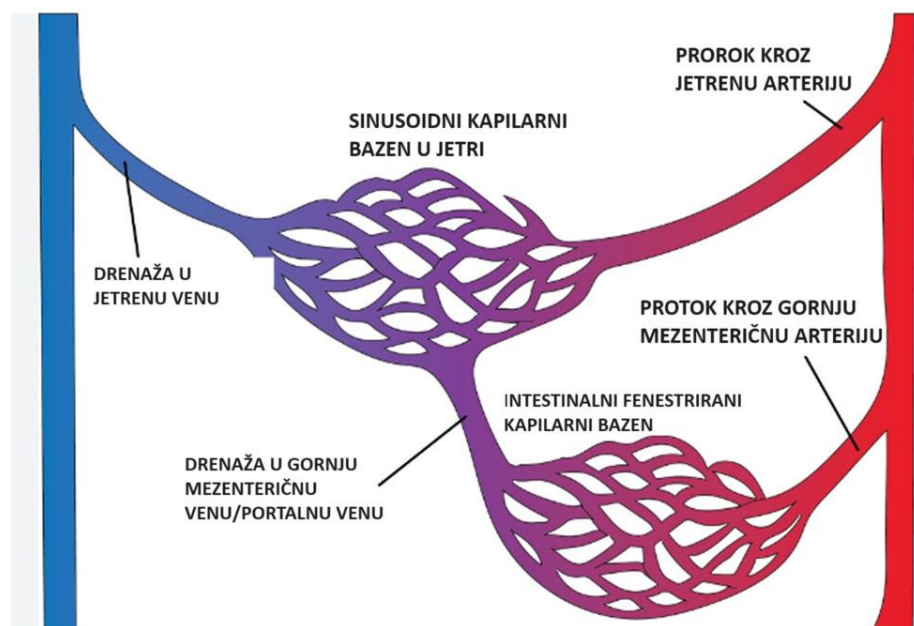 PROROK KROZ
JETRENU ARTERIJU
SINUSOIDNI KAPILARNI
BAZEN U JETRI
DRENAŽA U
JETRENU VENU
PROTOK KROZ GORNJU
MEZENTERIČNU ARTERIJU
INTESTINALNI FENESTRIRANI
KAPILARNI BAZEN
DRENAŽA U GORNJU
MEZENTERIČNU
VENU/PORTALNU VENU